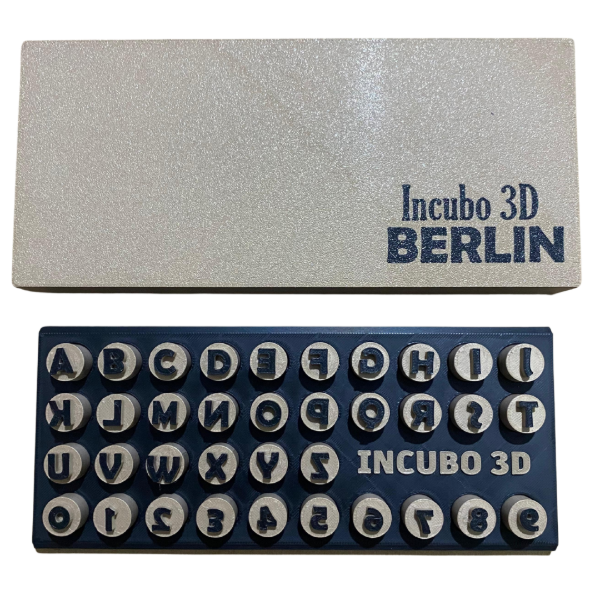 Incubo 3D
BERLIN
A B C D E F G H I J
K L M N O P Q R S T
U V W X Y Z INCUBO 3D
0 1 2 3 4 5 6 7 8 9